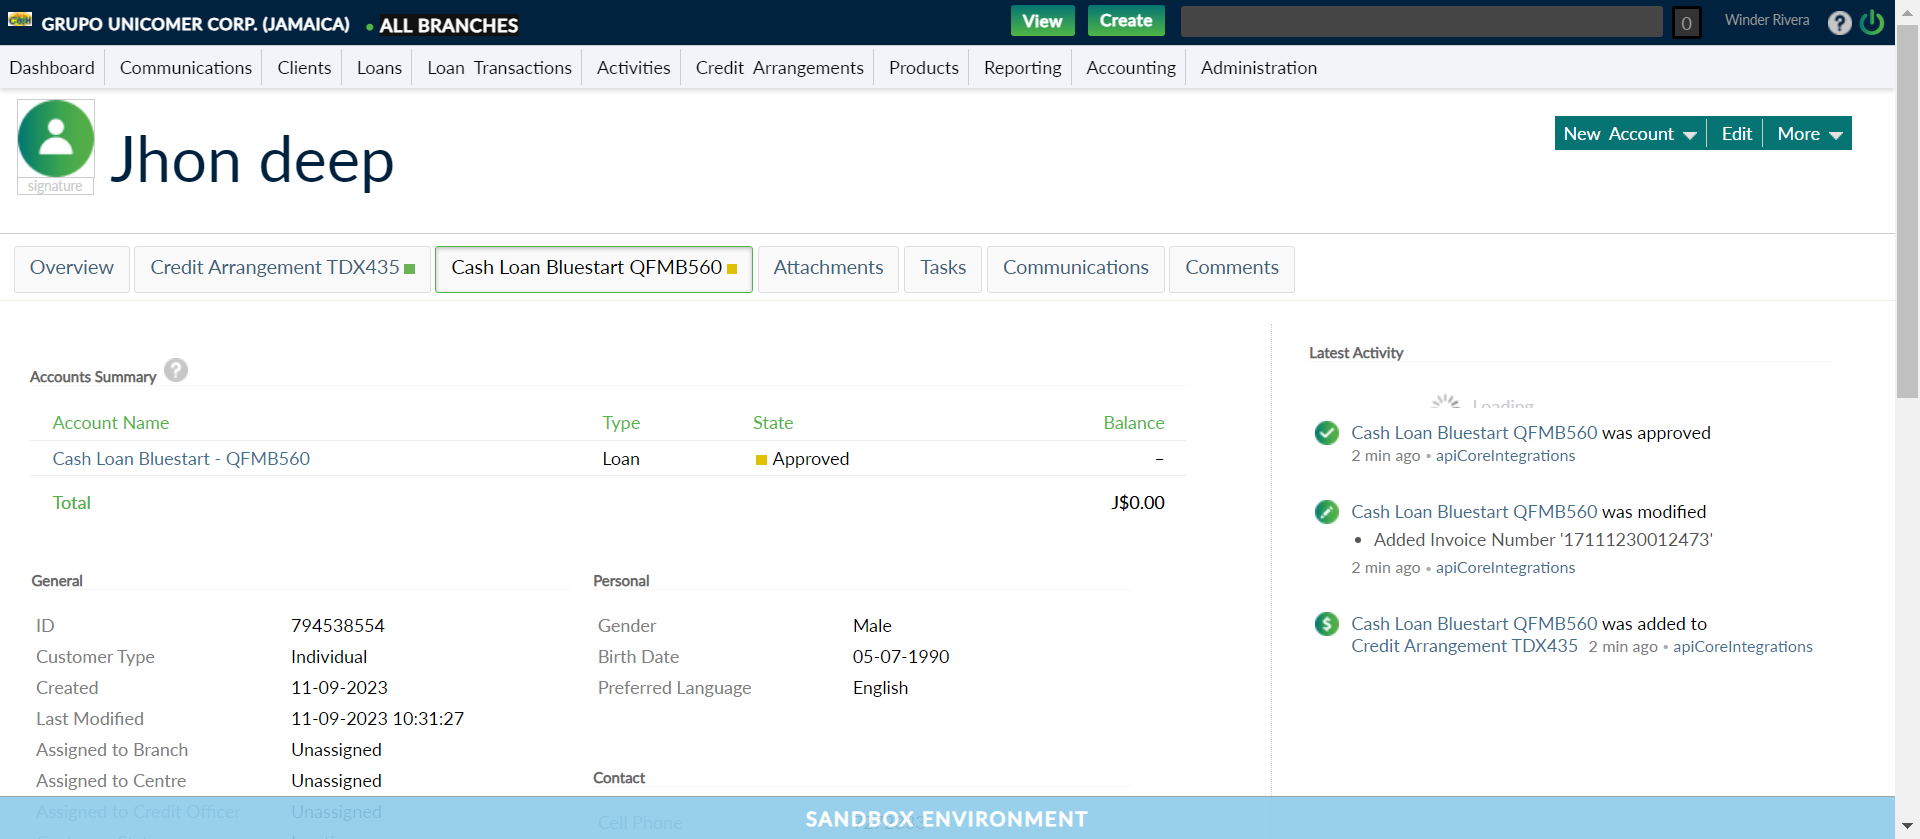 GRUPO UNICOMER CORP. (JAMAICA) • ALL BRANCHES View Create 0 Winder Rivera ?
Dashboard Communications Clients Loans Loan Transactions Activities Credit Arrangements Products Reporting Accounting Administration
signature
Jhon deep
New Account Edit More
Overview Credit Arrangement TDX435 Cash Loan Bluestart QFMB560 Attachments Tasks Communications Comments
Accounts Summary ?
Account Name Type State Balance
Cash Loan Bluestart - QFMB560 Loan Approved –
Total J$0.00
General
ID 794538554
Customer Type Individual
Created 11-09-2023
Last Modified 11-09-2023 10:31:27
Assigned to Branch Unassigned
Assigned to Centre Unassigned
Assigned to Credit Officer Unassigned
Personal
Gender Male
Birth Date 05-07-1990
Preferred Language English
Contact
Cell Phone
Latest Activity
Loading
Cash Loan Bluestart QFMB560 was approved
2 min ago • apiCoreIntegrations
Cash Loan Bluestart QFMB560 was modified
• Added Invoice Number '17111230012473'
2 min ago • apiCoreIntegrations
Cash Loan Bluestart QFMB560 was added to
Credit Arrangement TDX435 2 min ago • apiCoreIntegrations
SANDBOX ENVIRONMENT